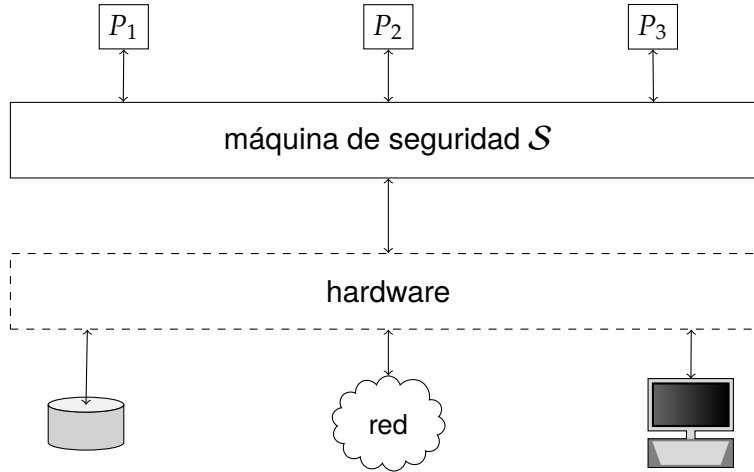 P₁ P₂ P₃
máquina de seguridad 𝒮
hardware
red